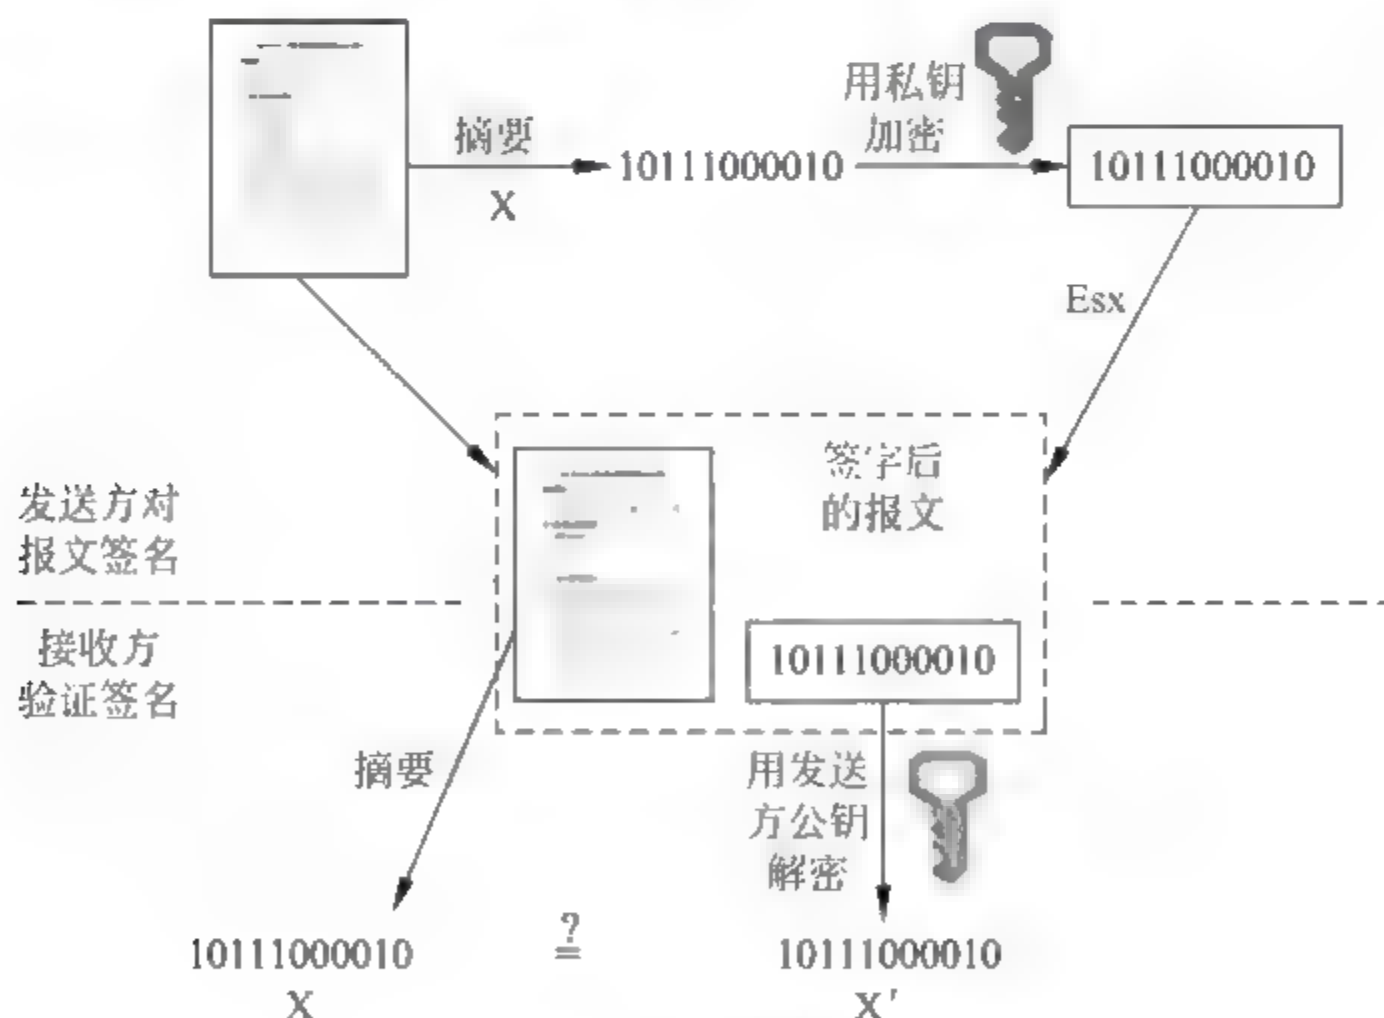 摘要
X
10111000010
用私钥
加密
10111000010
Esx
签字后
的报文
发送方对
报文签名
接收方
验证签名
10111000010
摘要
用发送
方公钥
解密
10111000010
?
=
10111000010
X
X'